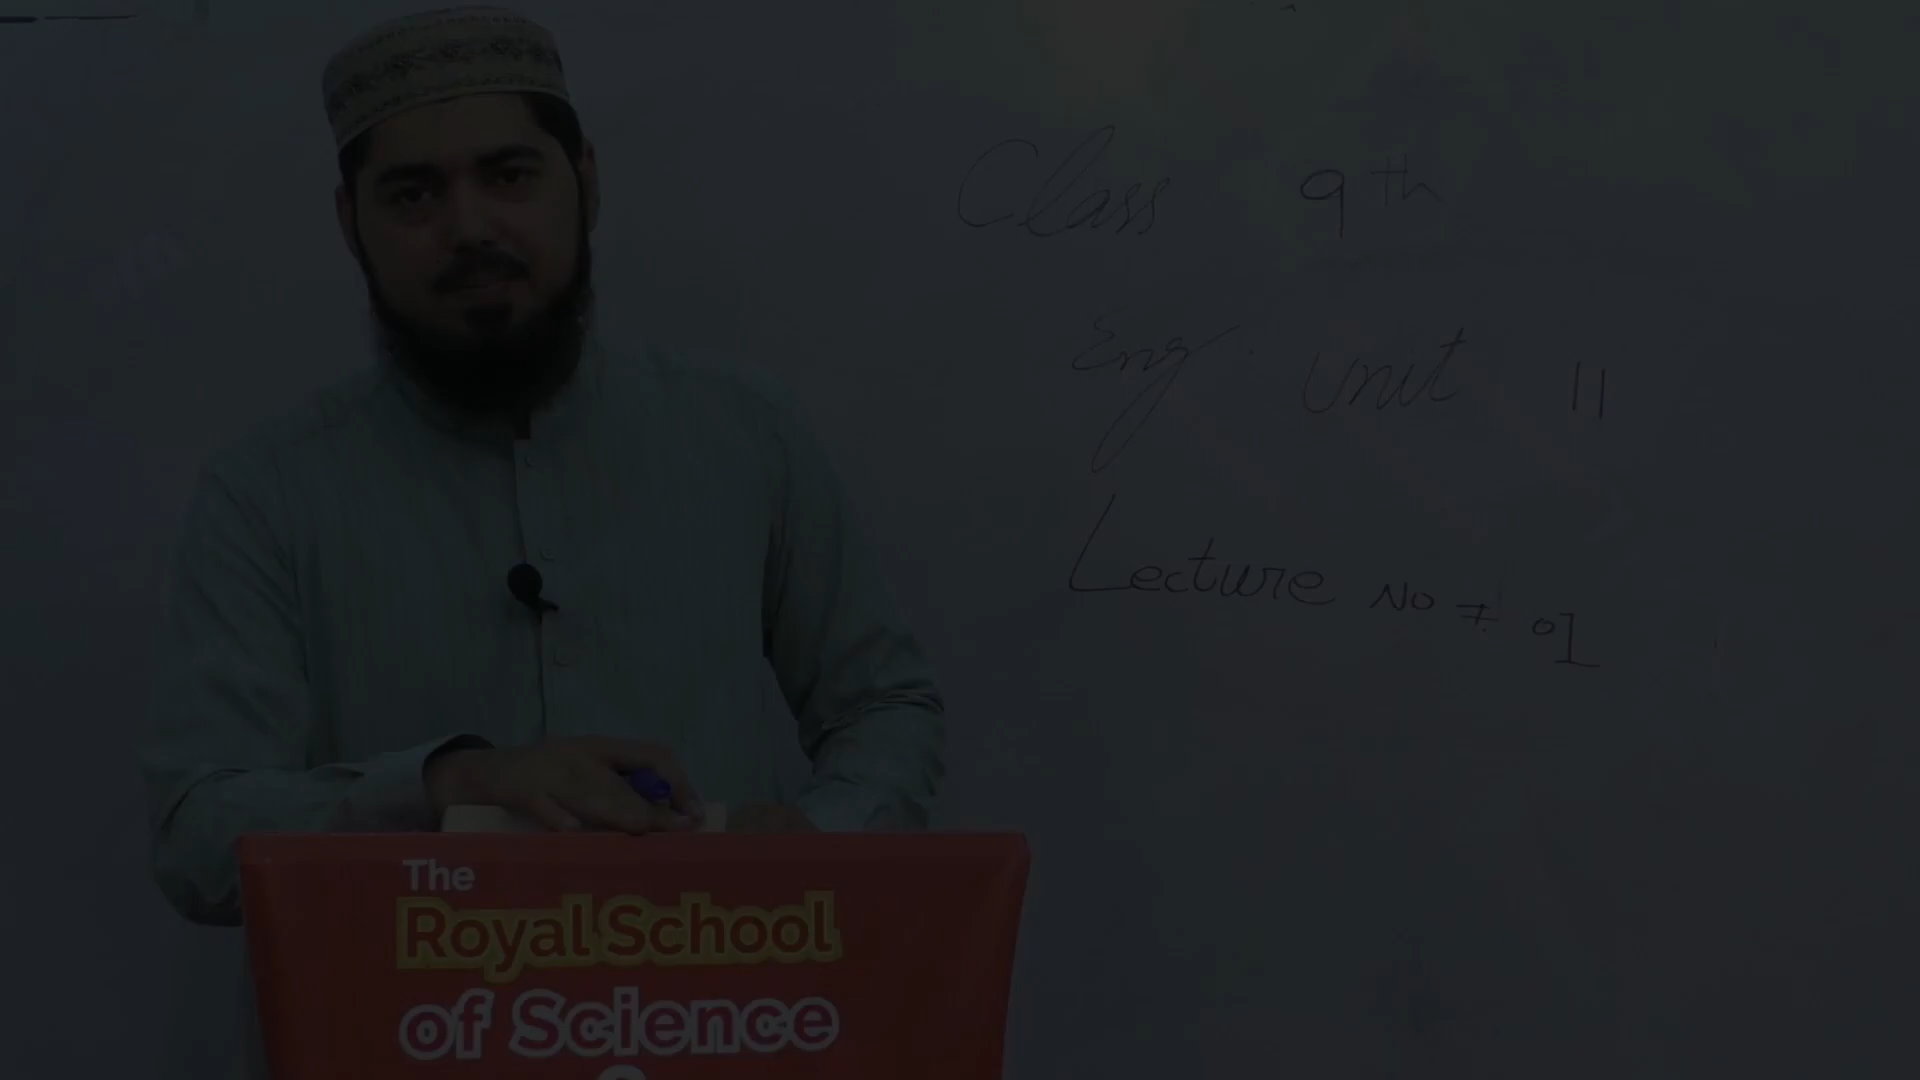 Class 9th
Eng. Unit 11
Lecture No # 01
The
Royal School
of Science